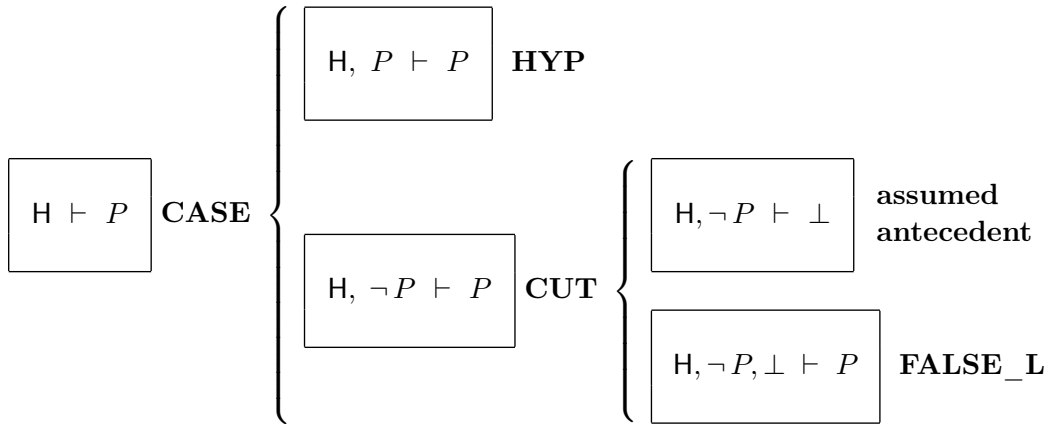 H, P ⊢ P HYP
H ⊢ P CASE
H, ¬ P ⊢ ⊥ assumed
antecedent
H, ¬ P ⊢ P CUT
H, ¬ P, ⊥ ⊢ P FALSE_L